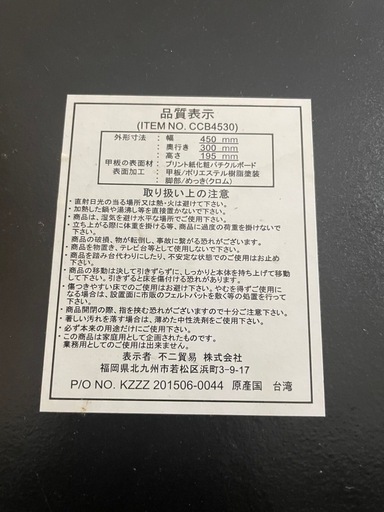 品質表示
(ITEM NO. CCB4530)
外形寸法 : 幅 450 mm
奥行き 300 mm
高さ 195 mm
甲板の表面材 : プリント紙化粧パチクルボード
表面加工 : 甲板/ポリエステル樹脂塗装
脚部/めっき(クロム)
取り扱い上の注意
・直射日光の当る場所又は熱・火は避けて下さい。
・加熱した鍋や湯沸し等を直接置かないで下さい。
・商品は、湿気を避け水平な場所でご使用下さい。
・立ち上がる際に体重を掛ける等、商品に過度の荷重を掛けないで
下さい。
・商品の破損、物が転倒し、事故に繋がる恐れがございます。
・商品を物置き、テレビ台等として使用しないで下さい。
・商品を踏み台代わりにしたり、不安定な状態でのご使用はお止め
下さい。
・商品の移動は決して引きずらずに、しっかりと本体を持ち上げて移動
して下さい。引きずると床を傷付ける恐れがあります。
・傷つきやすい床でのご使用はお避け下さい。やむを得ずご使用に
なる場合は、設置面に市販のフェルトパット を敷く等の処置を行って
下さい。
・商品開閉の際、指を挟む恐れがございますので十分ご注意下さい。
・著しい汚れを落す場合は、薄めた中性洗剤をご使用下さい。
・必ず本来の用途だけにご使用下さい。
・この商品は家庭用として企画されたものです。
業務用としてのご使用は出来ません。
表示者 不二貿易 株式会社
福岡県北九州市若松区浜町3-9-17
P/O NO. KZZZ 201506-0044 原産国 台湾